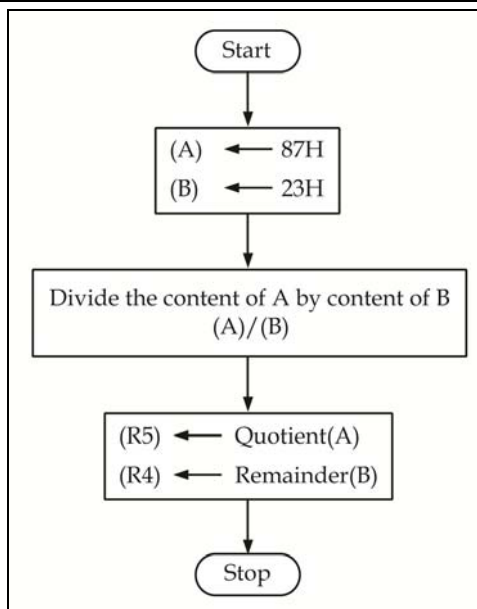 Start
(A) ← 87H
(B) ← 23H
Divide the content of A by content of B
(A)/(B)
(R5) ← Quotient(A)
(R4) ← Remainder(B)
Stop